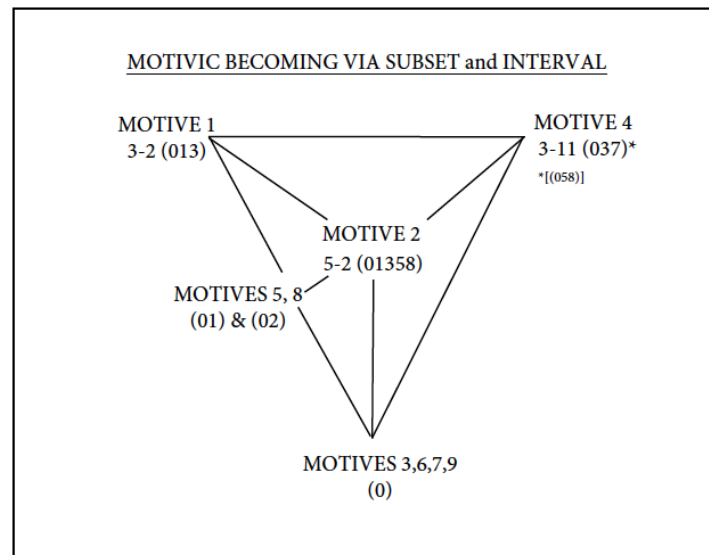 MOTIVIC BECOMING VIA SUBSET and INTERVAL
MOTIVE 1
3-2 (013)
MOTIVE 4
3-11 (037)*
*[(058)]
MOTIVE 2
5-2 (01358)
MOTIVES 5, 8
(01) & (02)
MOTIVES 3,6,7,9
(0)